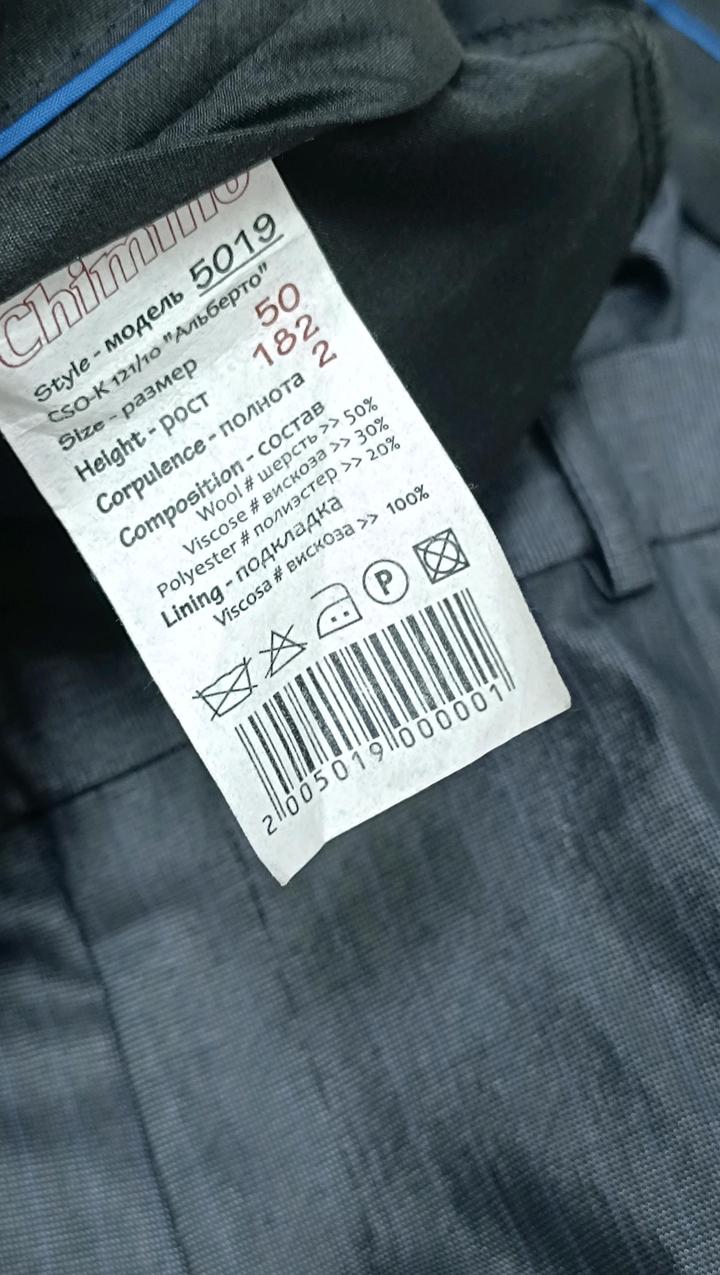 Chimino
Style - модель 5019
CSO-K 121/10 "Альберто"
Size - размер 50
Height - рост 182
Corpulence - полнота 2
Composition - состав
Wool # шерсть >> 50%
Viscose # вискоза >> 30%
Polyester # полиэстер >> 20%
Lining - подкладка
Viscosa # вискоза >> 100%
P
2 005019 000001